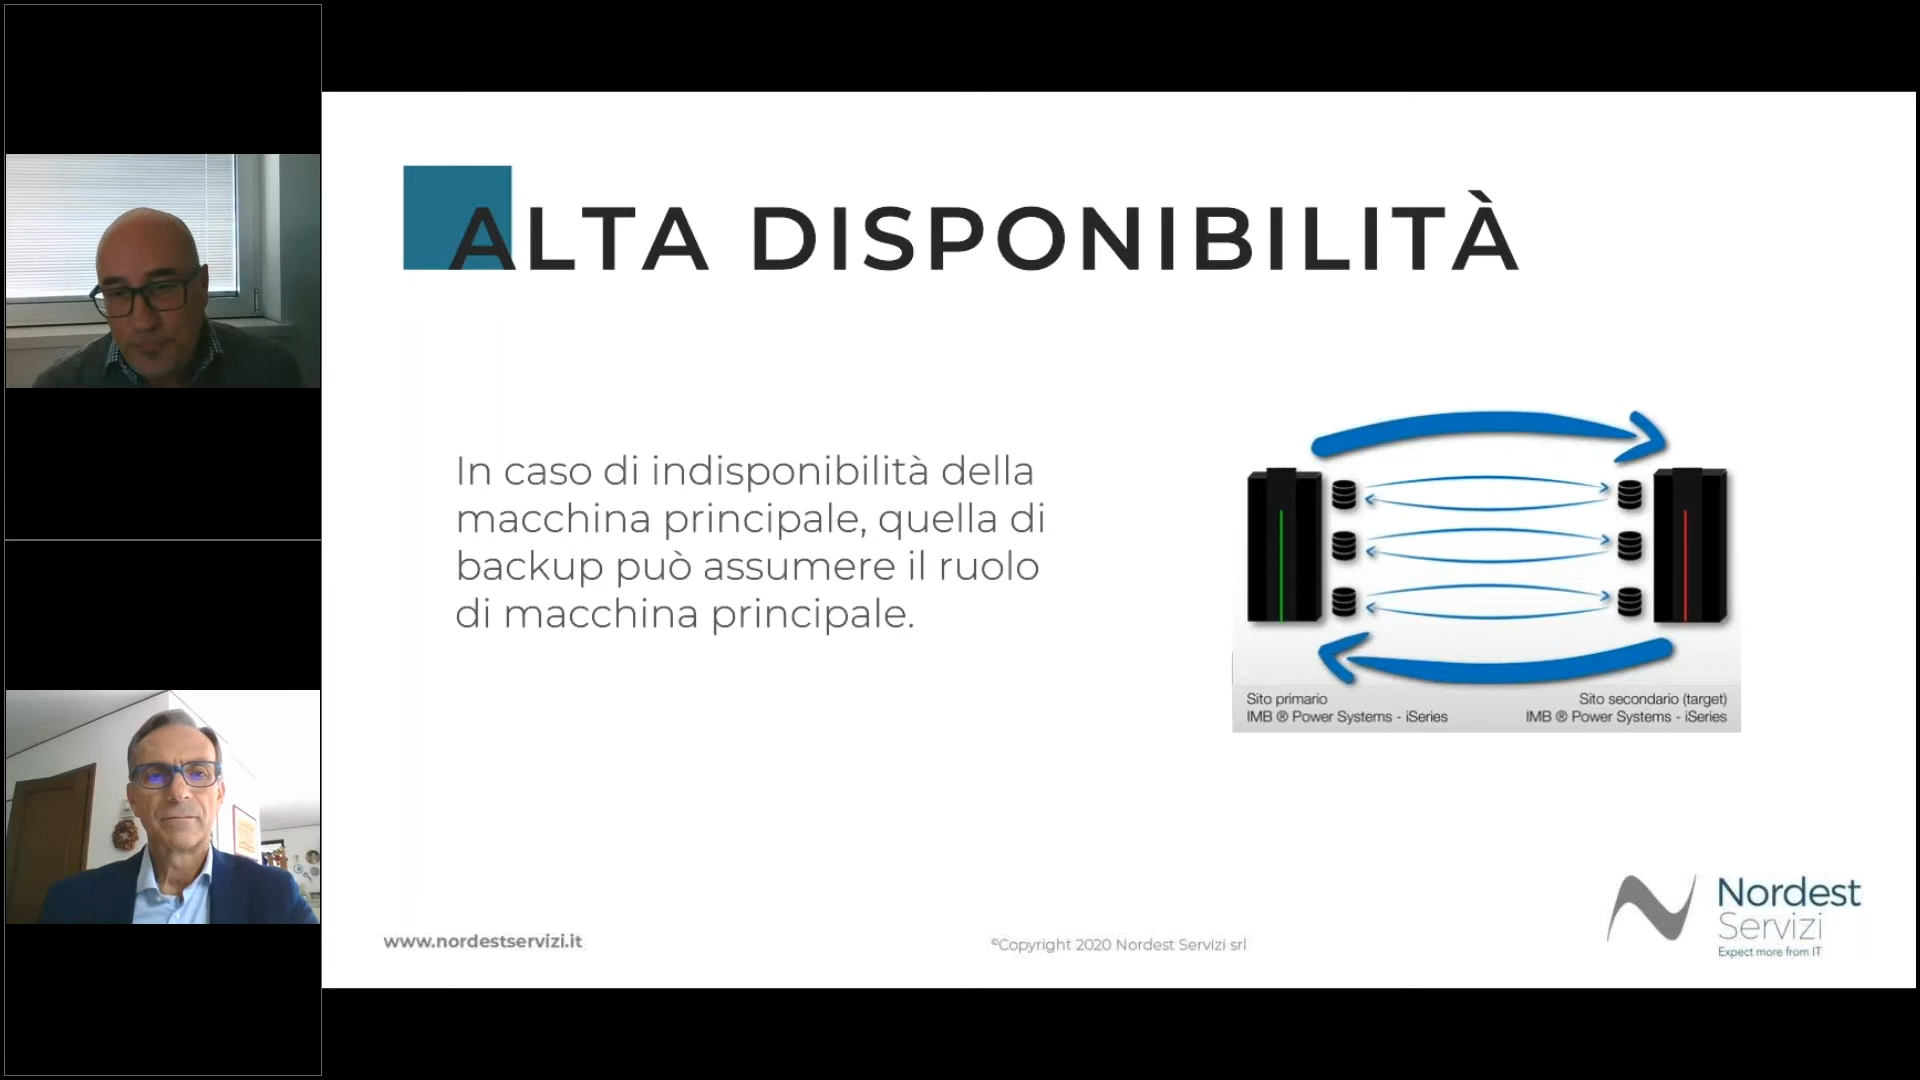 ALTA DISPONIBILITÀ
In caso di indisponibilità della
macchina principale, quella di
backup può assumere il ruolo
di macchina principale.
Sito primario
IMB ® Power Systems - iSeries
Sito secondario (target)
IMB ® Power Systems - iSeries
www.nordestservizi.it
©Copyright 2020 Nordest Servizi srl
Nordest
Servizi
Expect more from IT